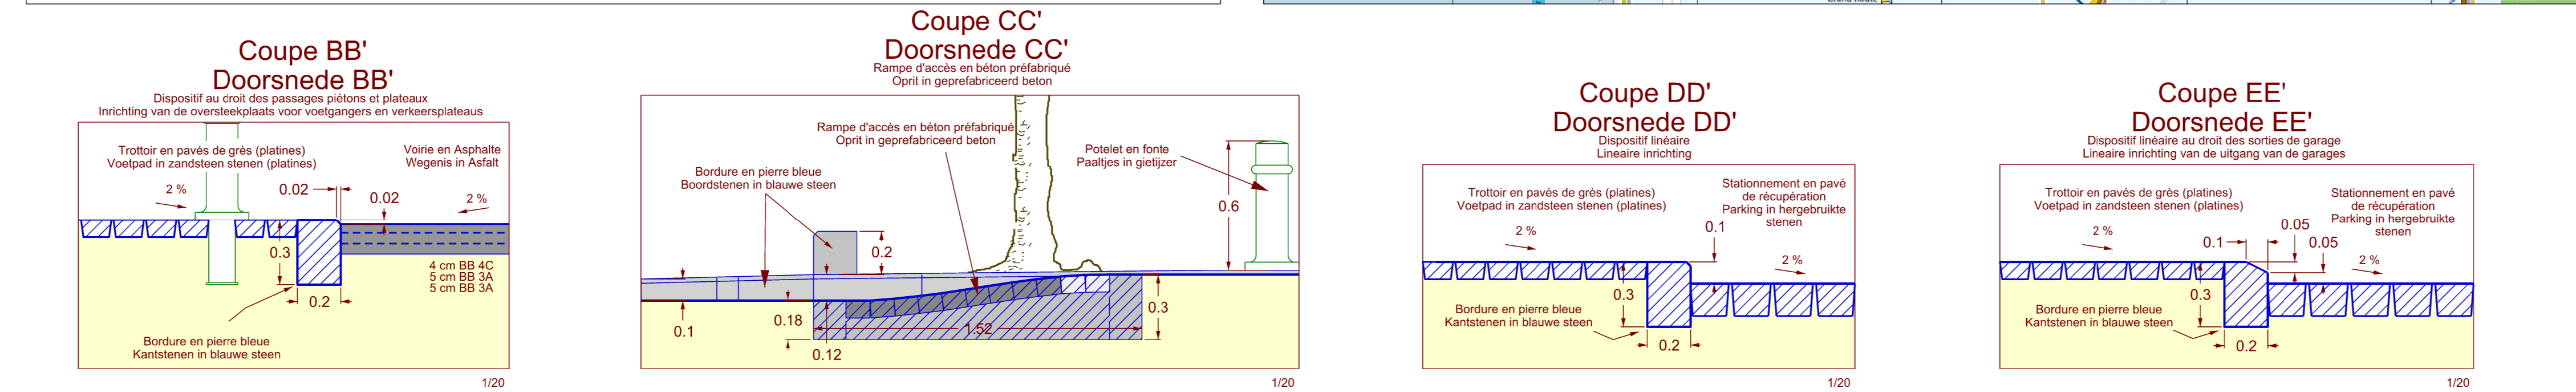 Grand Route
Coupe BB'
Doorsnede BB'
Dispositif au droit des passages piétons et plateaux
Inrichting van de oversteekplaats voor voetgangers en verkeersplateaus
Trottoir en pavés de grès (platines)
Voetpad in zandsteen stenen (platines)
Voirie en Asphalte
Wegenis in Asfalt
2 %
0.02
0.02
2 %
0.3
4 cm BB 4C
5 cm BB 3A
5 cm BB 3A
0.2
Bordure en pierre bleue
Kantstenen in blauwe steen
1/20
Coupe CC'
Doorsnede CC'
Rampe d'accès en béton préfabriqué
Oprit in geprefabriceerd beton
Rampe d'accès en béton préfabriqué
Oprit in geprefabriceerd beton
Bordure en pierre bleue
Boordstenen in blauwe steen
Potelet en fonte
Paaltjes in gietijzer
0.6
0.2
0.1
0.18
0.12
1.52
0.3
1/20
Coupe DD'
Doorsnede DD'
Dispositif linéaire
Lineaire inrichting
Trottoir en pavés de grès (platines)
Voetpad in zandsteen stenen (platines)
Stationnement en pavé
de récupération
Parking in hergebruikte
stenen
2 %
0.1
2 %
0.3
Bordure en pierre bleue
Kantstenen in blauwe steen
0.2
1/20
Coupe EE'
Doorsnede EE'
Dispositif linéaire au droit des sorties de garage
Lineaire inrichting van de uitgang van de garages
Trottoir en pavés de grès (platines)
Voetpad in zandsteen stenen (platines)
Stationnement en pavé
de récupération
Parking in hergebruikte
stenen
2 %
0.1
0.05
0.05
2 %
0.3
Bordure en pierre bleue
Kantstenen in blauwe steen
0.2
1/20